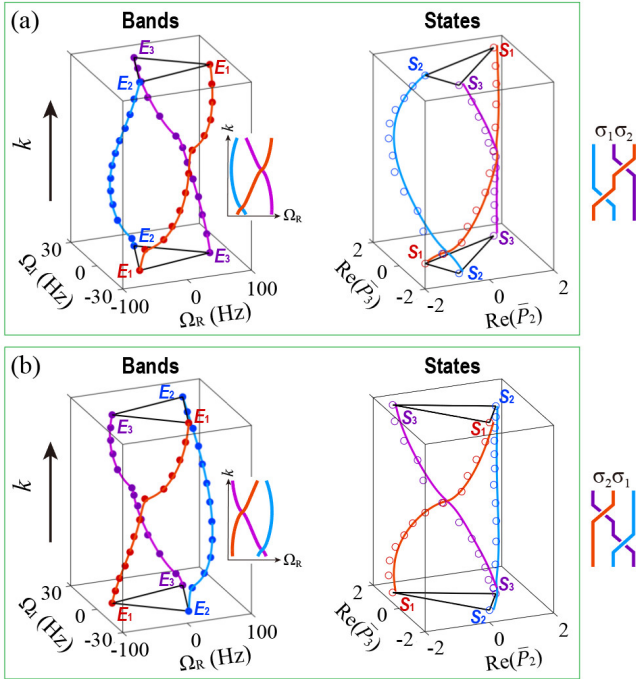 (a)
Bands
States
E3
E1
E2
k
k
ΩR
E2
E1
E3
30
0
-30
ΩI (Hz)
-100
0
100
ΩR (Hz)
S1
S2
S3
S1
S3
S2
2
0
-2
Re(P̄3)
-2
0
2
Re(P̄2)
σ1σ2
(b)
Bands
States
E2
E1
E3
k
k
ΩR
E3
E1
E2
30
0
-30
ΩI (Hz)
-100
0
100
ΩR (Hz)
S2
S3
S1
S3
S1
S2
2
0
-2
Re(P̄3)
-2
0
2
Re(P̄2)
σ2σ1